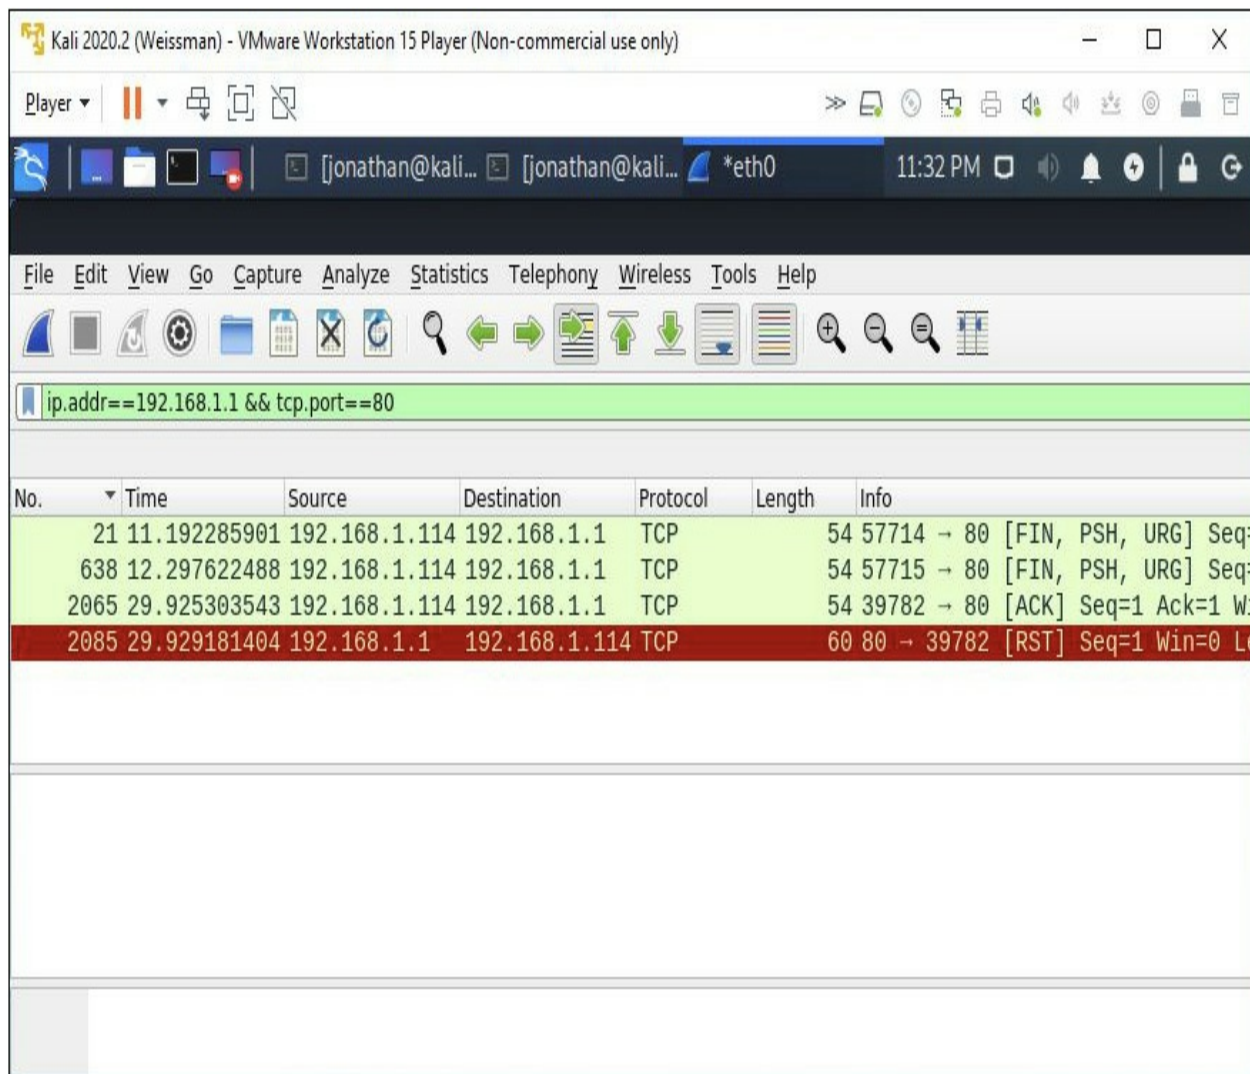 Kali 2020.2 (Weissman) - VMware Workstation 15 Player (Non-commercial use only)
Player
[jonathan@kali... [jonathan@kali... *eth0 11:32 PM
File Edit View Go Capture Analyze Statistics Telephony Wireless Tools Help
ip.addr==192.168.1.1 && tcp.port==80
No. Time Source Destination Protocol Length Info
21 11.192285901 192.168.1.114 192.168.1.1 TCP 54 57714 → 80 [FIN, PSH, URG] Seq=
638 12.297622488 192.168.1.114 192.168.1.1 TCP 54 57715 → 80 [FIN, PSH, URG] Seq=
2065 29.925303543 192.168.1.114 192.168.1.1 TCP 54 39782 → 80 [ACK] Seq=1 Ack=1 Wi
2085 29.929181404 192.168.1.1 192.168.1.114 TCP 60 80 → 39782 [RST] Seq=1 Win=0 Le